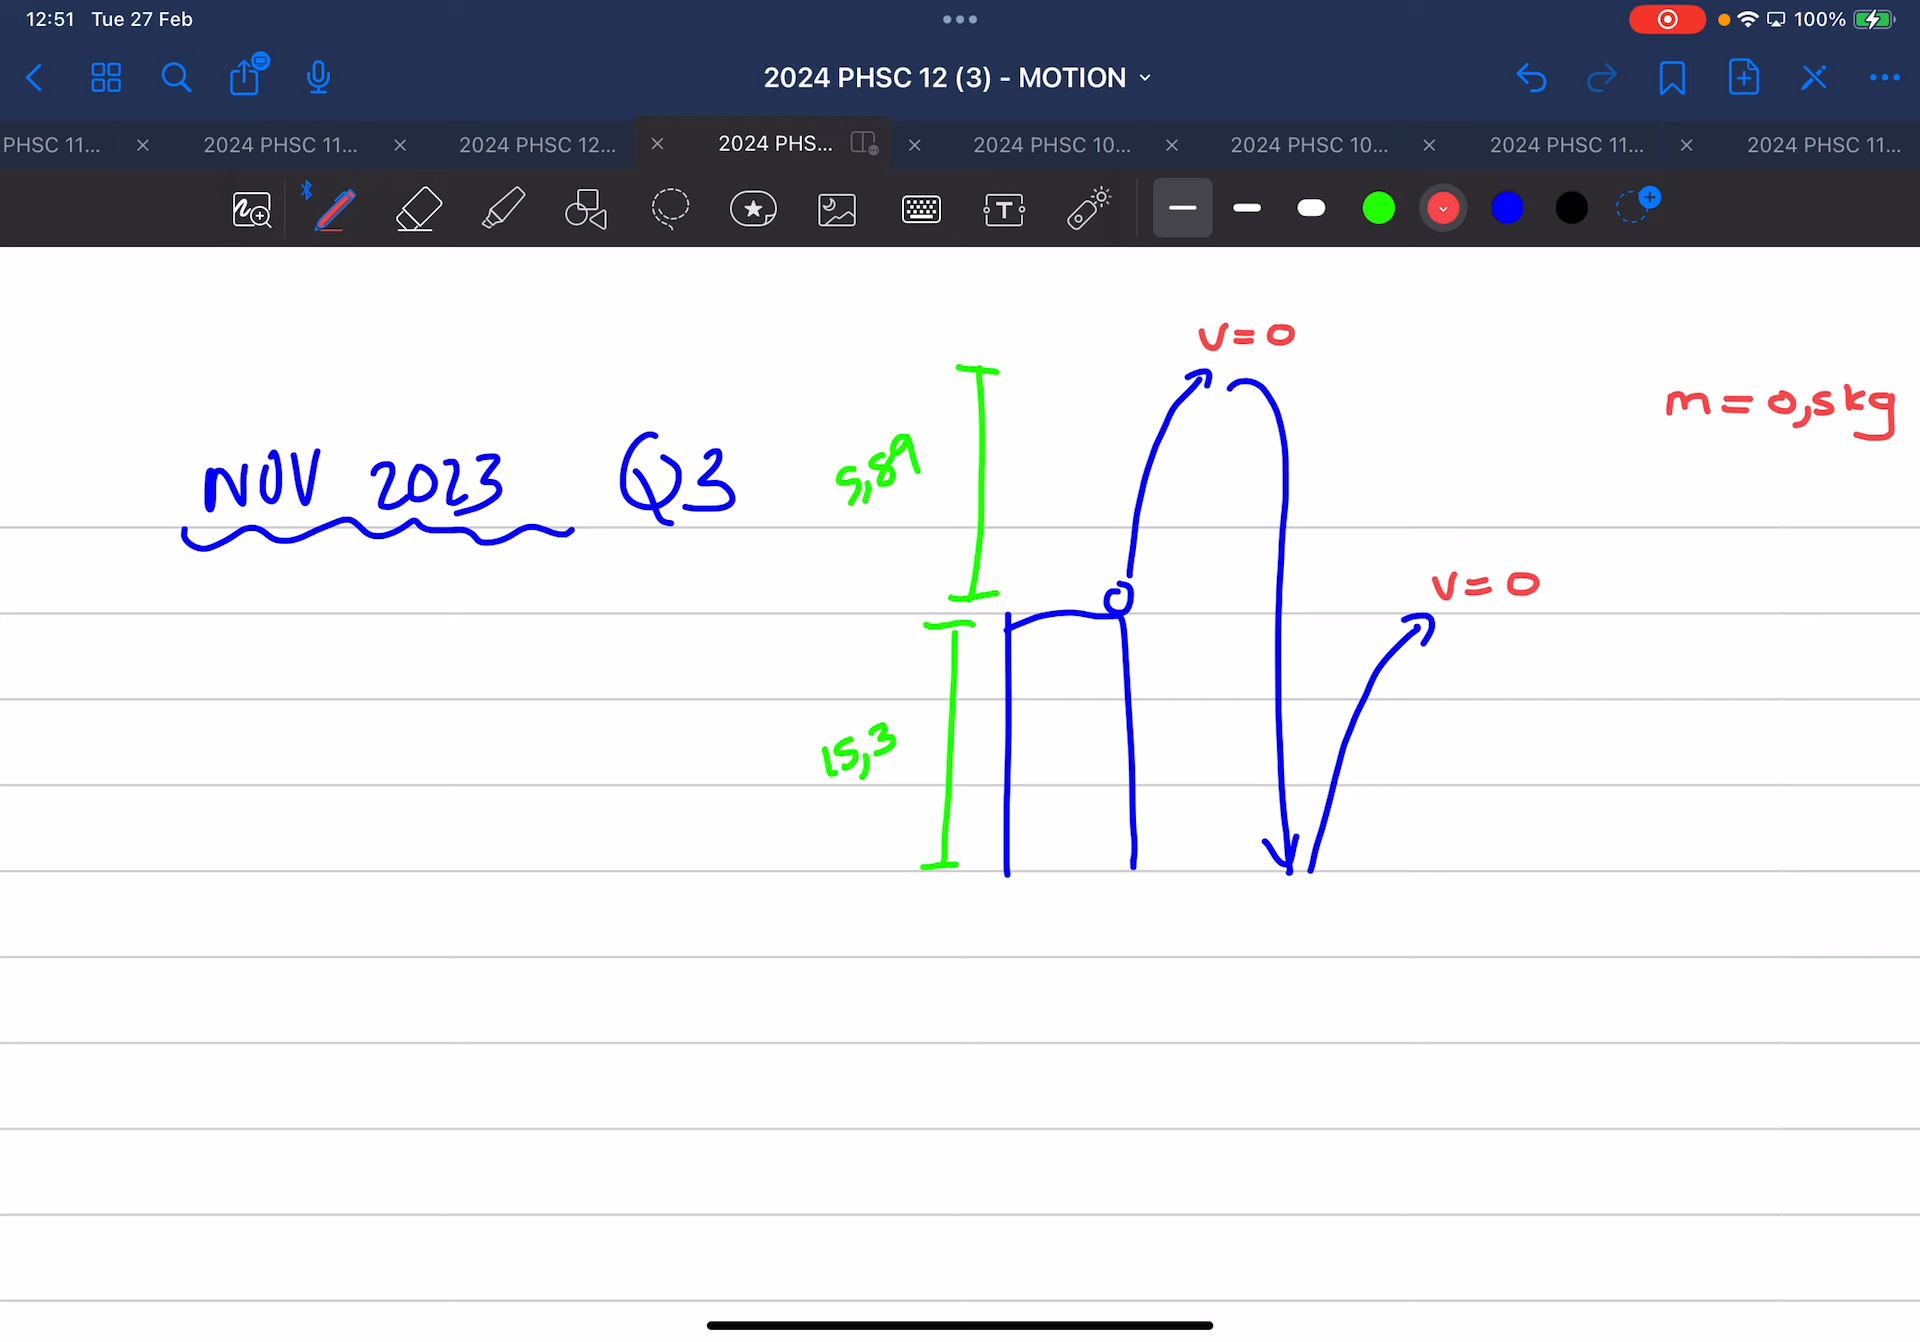 12:51 Tue 27 Feb
100%
2024 PHSC 12 (3) - MOTION
PHSC 11...
2024 PHSC 11...
2024 PHSC 12...
2024 PHS...
2024 PHSC 10...
2024 PHSC 10...
2024 PHSC 11...
2024 PHSC 11...
T
v=0
m=0,5kg
5,89
NOV 2023 Q3
v=0
15,3